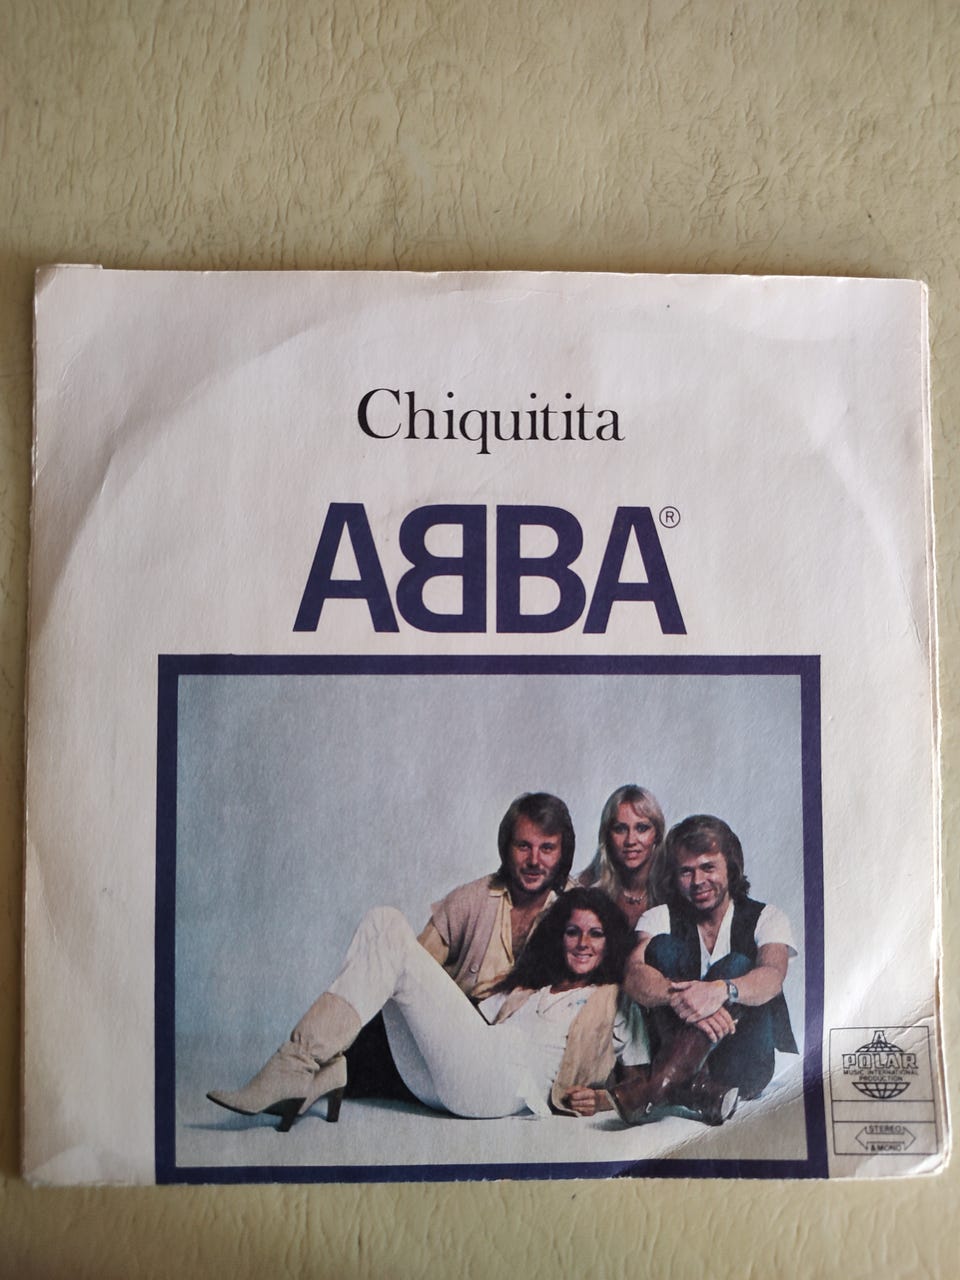 Chiquitita
ABBA®
A
POLAR
MUSIC INTERNATIONAL
PRODUCTION
STEREO
& MONO